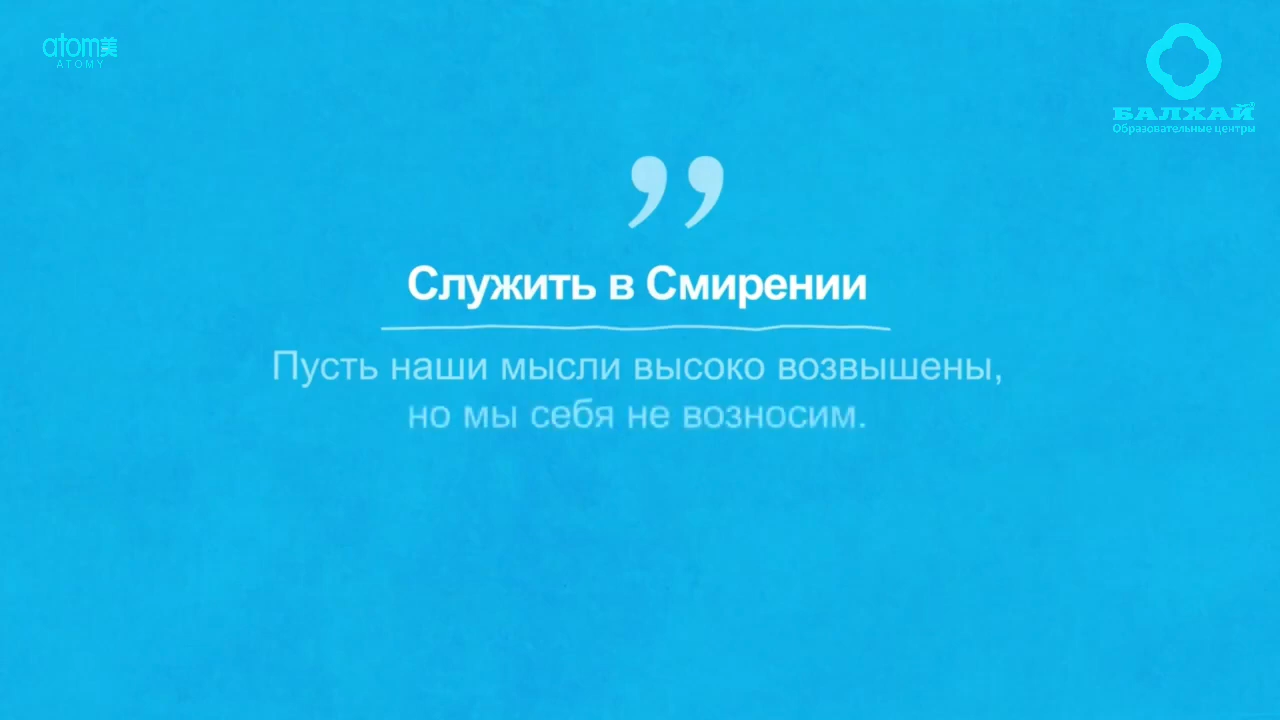 atom美
ATOMY
БАЛХАЙ
Образовательные центры
”
Служить в Смирении
Пусть наши мысли высоко возвышены,
но мы себя не возносим.